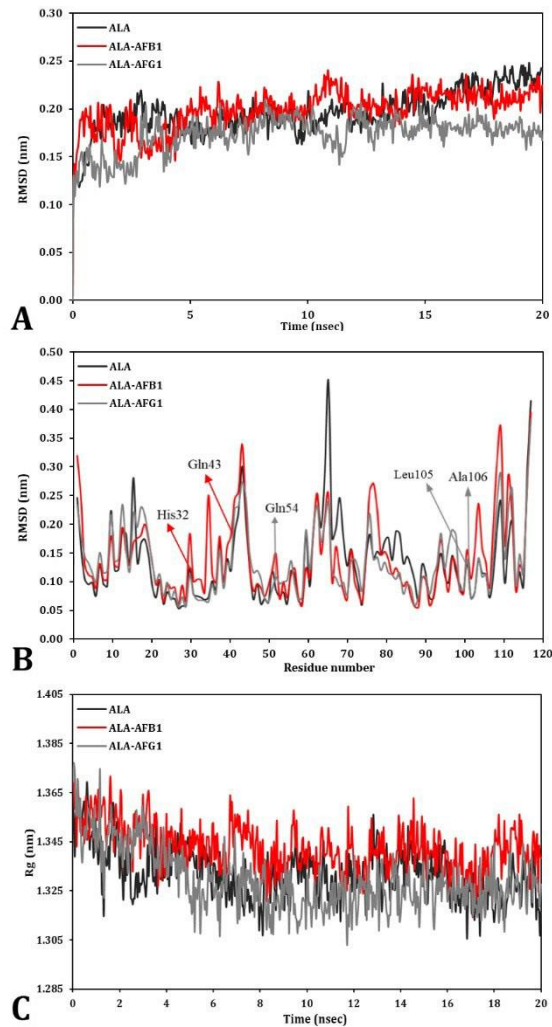 ALA
ALA-AFB1
ALA-AFG1
0.30
0.25
0.20
0.15
0.10
0.05
0.00
RMSD (nm)
0 5 10 15 20
Time (nsec)
A
ALA
ALA-AFB1
ALA-AFG1
His32
Gln43
Gln54
Leu105
Ala106
0.50
0.45
0.40
0.35
0.30
0.25
0.20
0.15
0.10
0.05
0.00
RMSD (nm)
0 10 20 30 40 50 60 70 80 90 100 110 120
Residue number
B
ALA
ALA-AFB1
ALA-AFG1
1.405
1.385
1.365
1.345
1.325
1.305
1.285
Rg (nm)
0 2 4 6 8 10 12 14 16 18 20
Time (nsec)
C